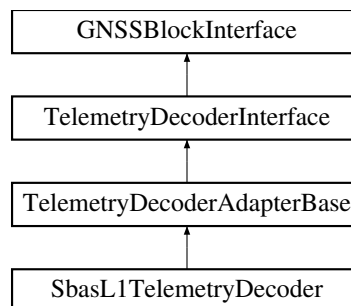 GNSSBlockInterface
TelemetryDecoderInterface
TelemetryDecoderAdapterBase
SbasL1TelemetryDecoder